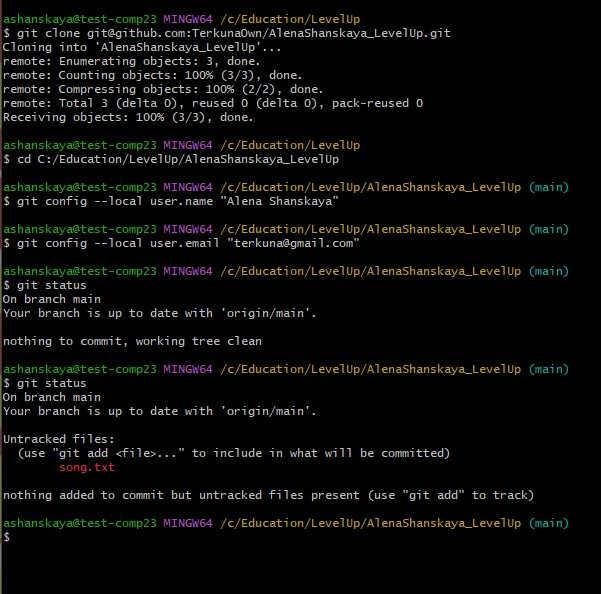 ashanskaya@test-comp23 MINGW64 /c/Education/LevelUp
$ git clone git@github.com:TerkunaOwn/AlenaShanskaya_LevelUp.git
Cloning into 'AlenaShanskaya_LevelUp'...
remote: Enumerating objects: 3, done.
remote: Counting objects: 100% (3/3), done.
remote: Compressing objects: 100% (2/2), done.
remote: Total 3 (delta 0), reused 0 (delta 0), pack-reused 0
Receiving objects: 100% (3/3), done.
ashanskaya@test-comp23 MINGW64 /c/Education/LevelUp
$ cd C:/Education/LevelUp/AlenaShanskaya_LevelUp
ashanskaya@test-comp23 MINGW64 /c/Education/LevelUp/AlenaShanskaya_LevelUp (main)
$ git config --local user.name "Alena Shanskaya"
ashanskaya@test-comp23 MINGW64 /c/Education/LevelUp/AlenaShanskaya_LevelUp (main)
$ git config --local user.email "terkuna@gmail.com"
ashanskaya@test-comp23 MINGW64 /c/Education/LevelUp/AlenaShanskaya_LevelUp (main)
$ git status
On branch main
Your branch is up to date with 'origin/main'.
nothing to commit, working tree clean
ashanskaya@test-comp23 MINGW64 /c/Education/LevelUp/AlenaShanskaya_LevelUp (main)
$ git status
On branch main
Your branch is up to date with 'origin/main'.
Untracked files:
(use "git add <file>..." to include in what will be committed)
song.txt
nothing added to commit but untracked files present (use "git add" to track)
ashanskaya@test-comp23 MINGW64 /c/Education/LevelUp/AlenaShanskaya_LevelUp (main)
$